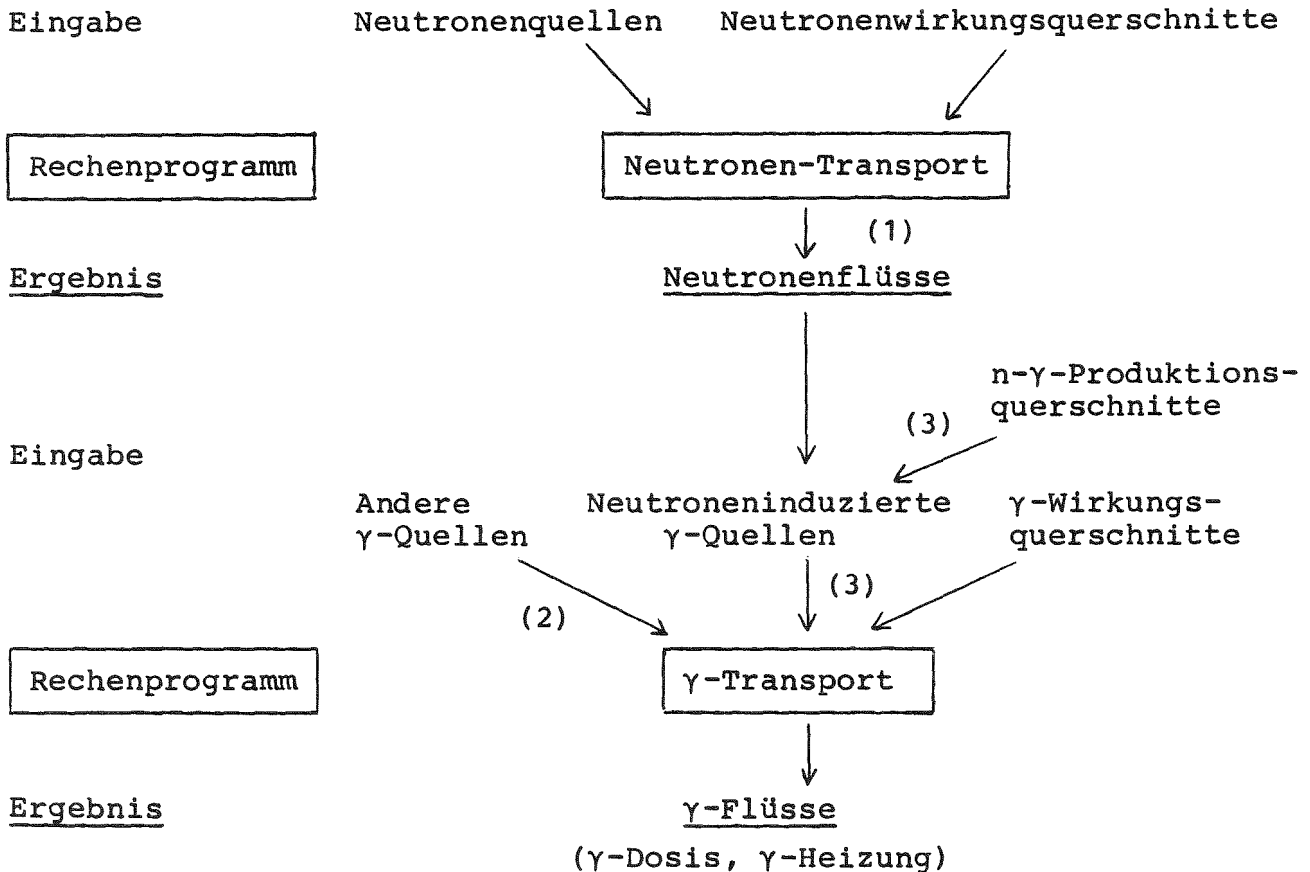 Eingabe Neutronenquellen Neutronenwirkungsquerschnitte
Rechenprogramm Neutronen-Transport
(1)
Ergebnis Neutronenflüsse
n-γ-Produktions-
querschnitte
(3)
Eingabe
Andere Neutroneninduzierte γ-Wirkungs-
γ-Quellen γ-Quellen querschnitte
(3)
(2)
Rechenprogramm γ-Transport
Ergebnis γ-Flüsse
(γ-Dosis, γ-Heizung)